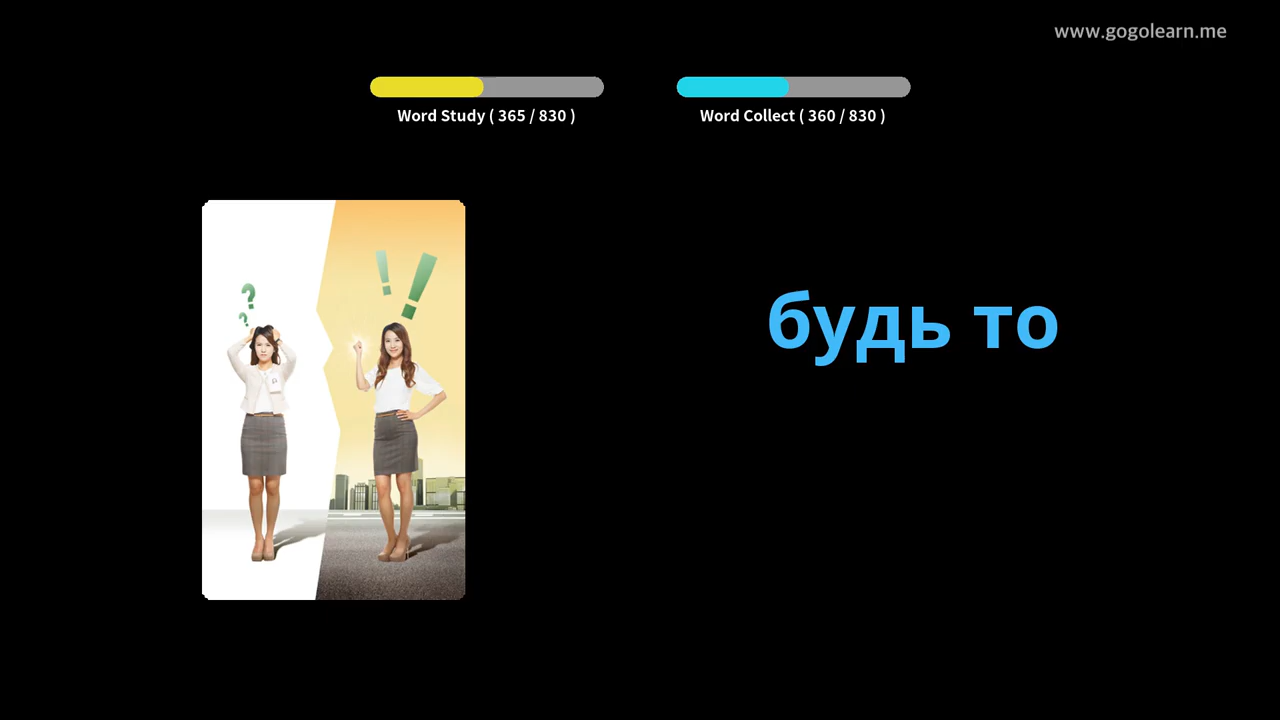 www.gogolearn.me
Word Study ( 365 / 830 )
Word Collect ( 360 / 830 )
? ?
! !
будь то